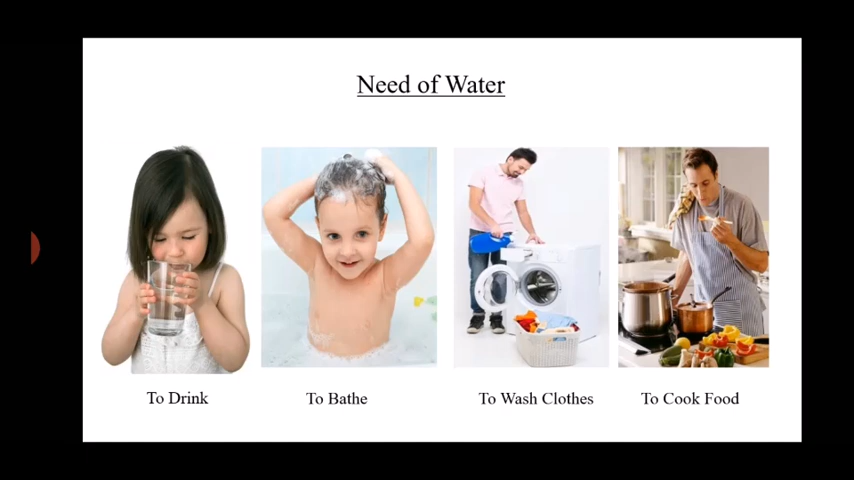 Need of Water
To Drink
To Bathe
To Wash Clothes
To Cook Food